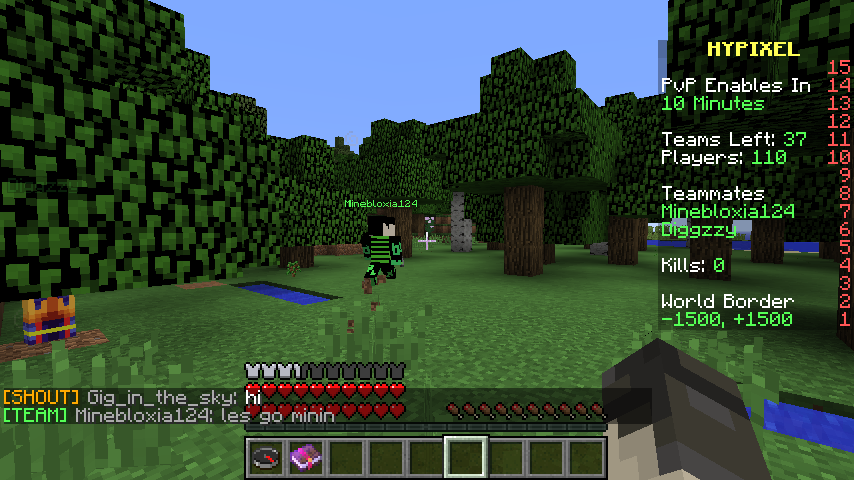 HYPIXEL
15
PvP Enables In 14
10 Minutes 13
12
Teams Left: 37 11
Players: 110 10
9
Teammates 8
Minebloxia124 7
Diggzzy 6
5
Kills: 0 4
3
World Border 2
-1500, +1500 1
Diggzzy
Minebloxia124
[SHOUT] Gig_in_the_sky: hi
[TEAM] Minebloxia124: les go minin